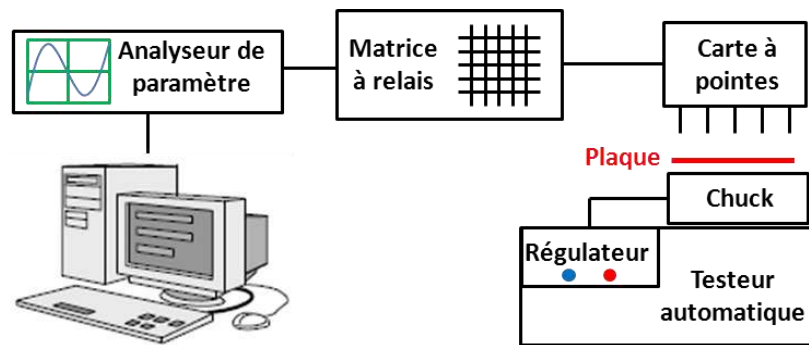 Analyseur de
paramètre
Matrice
à relais
Carte à
pointes
Plaque
Chuck
Régulateur
Testeur
automatique